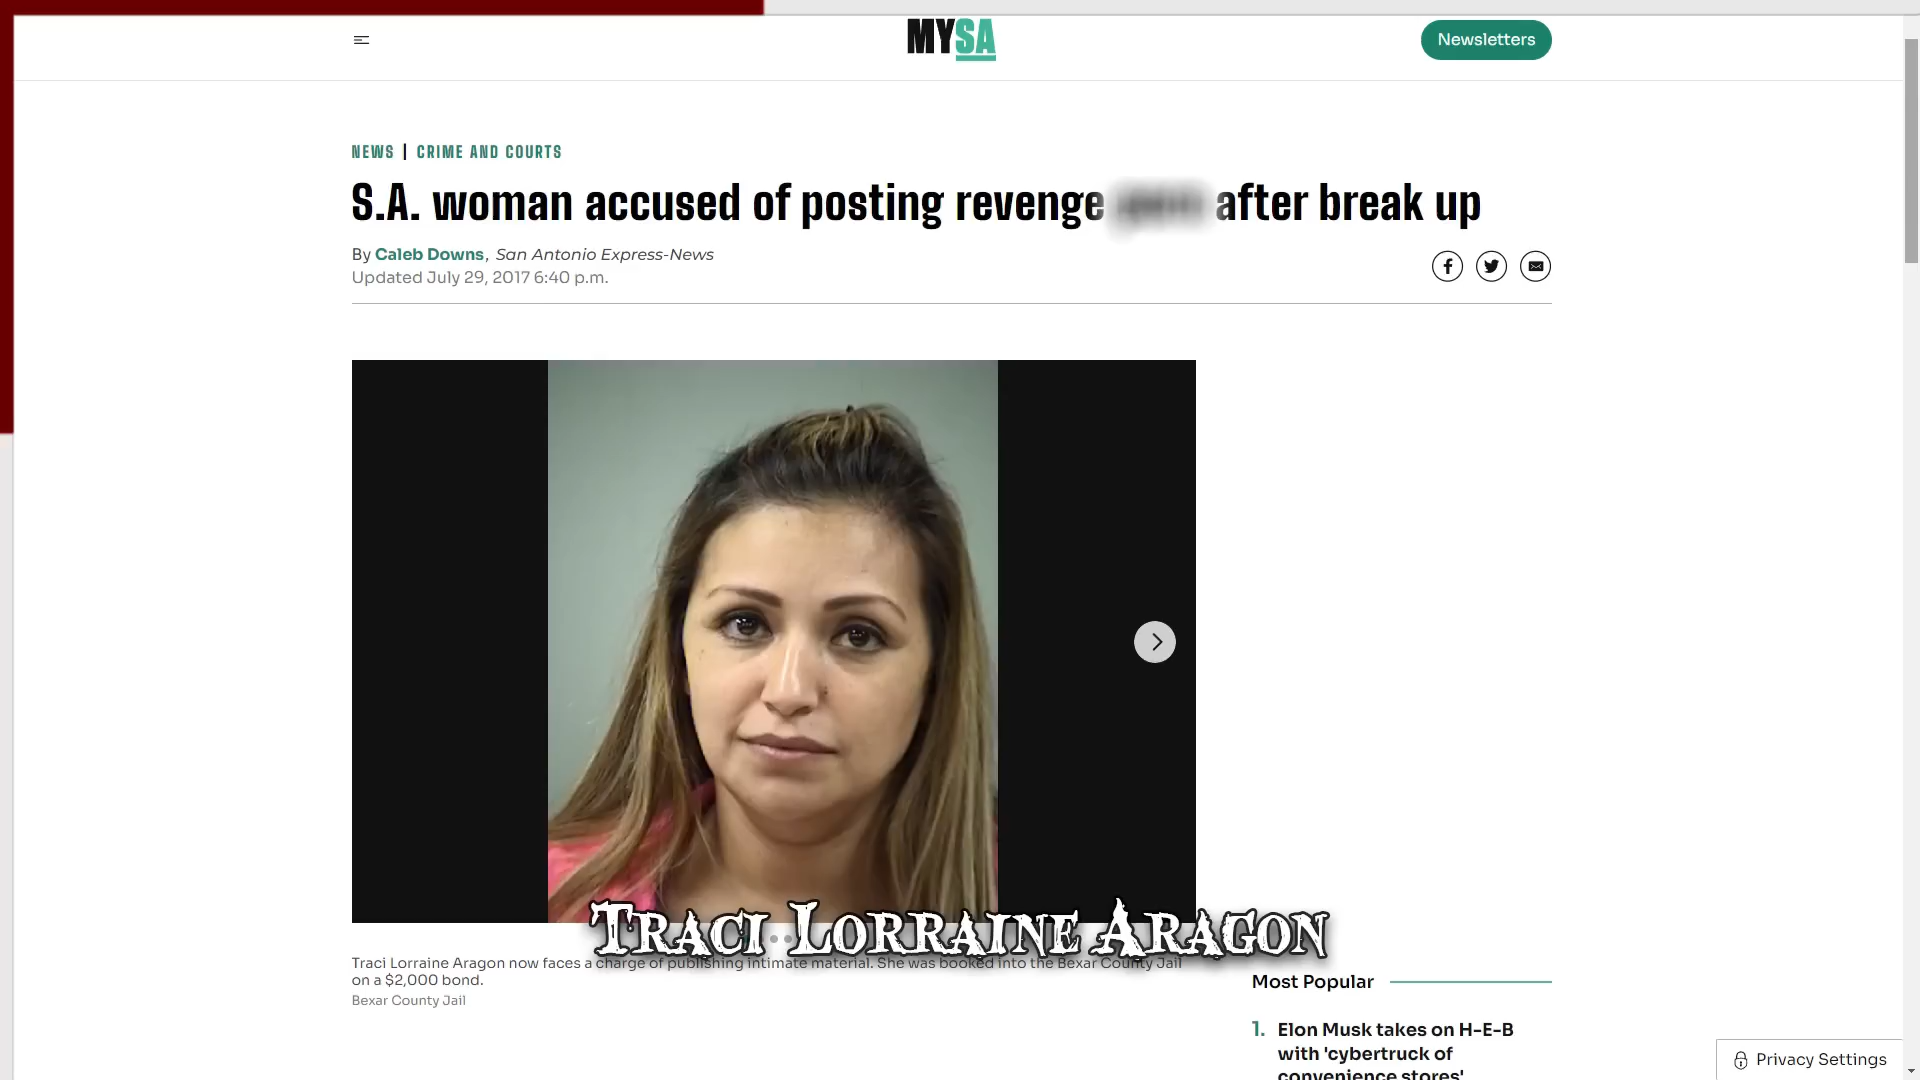 MYSA
Newsletters
NEWS | CRIME AND COURTS
S.A. woman accused of posting revenge after break up
By Caleb Downs, San Antonio Express-News
Updated July 29, 2017 6:40 p.m.
TRACI LORRAINE ARAGON
Traci Lorraine Aragon now faces a charge of publishing intimate material. She was booked into the Bexar County Jail
on a $2,000 bond.
Bexar County Jail
Most Popular
1. Elon Musk takes on H-E-B
with 'cybertruck of
convenience stores'
Privacy Settings